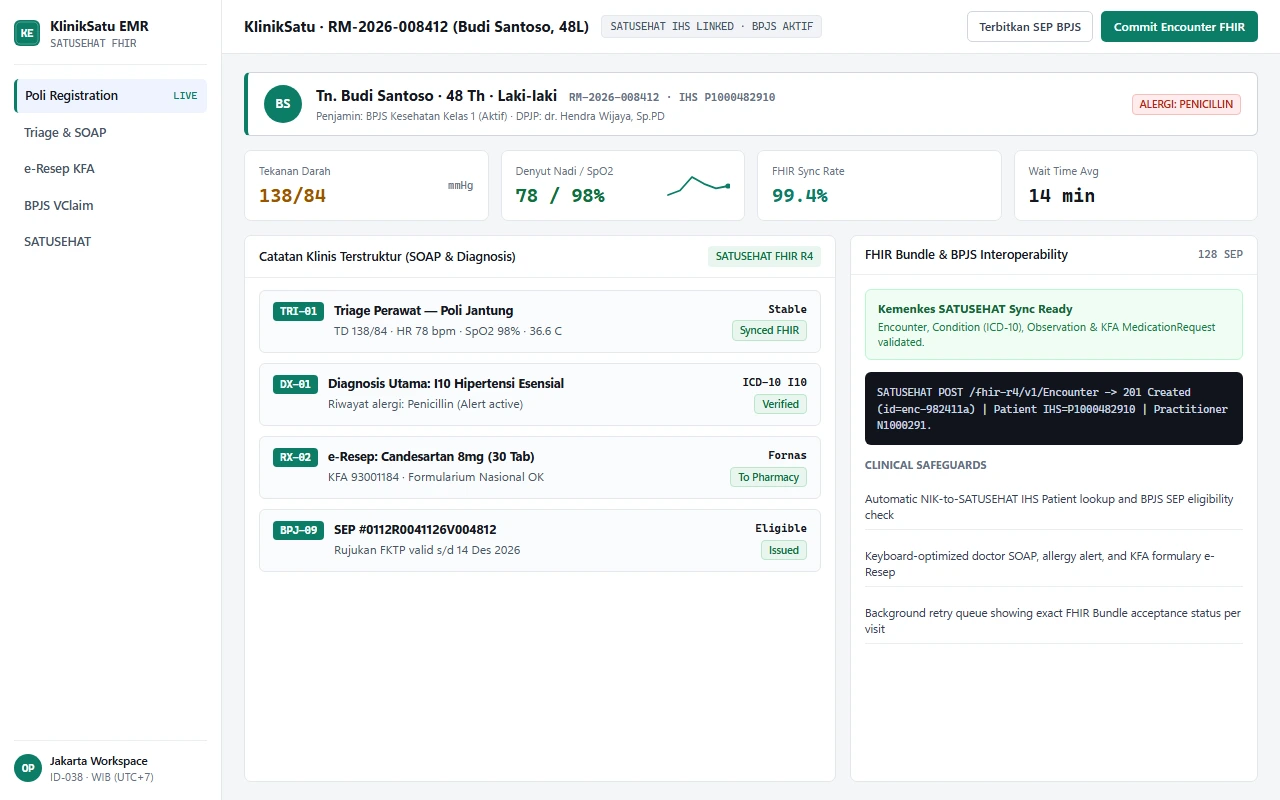 KE
KlinikSatu EMR
SATUSEHAT FHIR
Poli Registration
LIVE
Triage & SOAP
e-Resep KFA
BPJS VClaim
SATUSEHAT
OP
Jakarta Workspace
ID-038 · WIB (UTC+7)
KlinikSatu · RM-2026-008412 (Budi Santoso, 48L)
SATUSEHAT IHS LINKED · BPJS AKTIF
Terbitkan SEP BPJS
Commit Encounter FHIR
BS
Tn. Budi Santoso · 48 Th · Laki-laki
RM-2026-008412 · IHS P1000482910
Penjamin: BPJS Kesehatan Kelas 1 (Aktif) · DPJP: dr. Hendra Wijaya, Sp.PD
ALERGI: PENICILLIN
Tekanan Darah
138/84
mmHg
Denyut Nadi / SpO2
78 / 98%
FHIR Sync Rate
99.4%
Wait Time Avg
14 min
Catatan Klinis Terstruktur (SOAP & Diagnosis)
SATUSEHAT FHIR R4
TRI-01
Triage Perawat — Poli Jantung
TD 138/84 · HR 78 bpm · SpO2 98% · 36.6 C
Stable
Synced FHIR
DX-01
Diagnosis Utama: I10 Hipertensi Esensial
Riwayat alergi: Penicillin (Alert active)
ICD-10 I10
Verified
RX-02
e-Resep: Candesartan 8mg (30 Tab)
KFA 93001184 · Formularium Nasional OK
Fornas
To Pharmacy
BPJ-09
SEP #0112R0041126V004812
Rujukan FKTP valid s/d 14 Des 2026
Eligible
Issued
FHIR Bundle & BPJS Interoperability
128 SEP
Kemenkes SATUSEHAT Sync Ready
Encounter, Condition (ICD-10), Observation & KFA MedicationRequest
validated.
SATUSEHAT POST /fhir-r4/v1/Encounter -> 201 Created
(id=enc-982411a) | Patient IHS=P1000482910 | Practitioner
N1000291.
CLINICAL SAFEGUARDS
Automatic NIK-to-SATUSEHAT IHS Patient lookup and BPJS SEP eligibility
check
Keyboard-optimized doctor SOAP, allergy alert, and KFA formulary e-
Resep
Background retry queue showing exact FHIR Bundle acceptance status per
visit